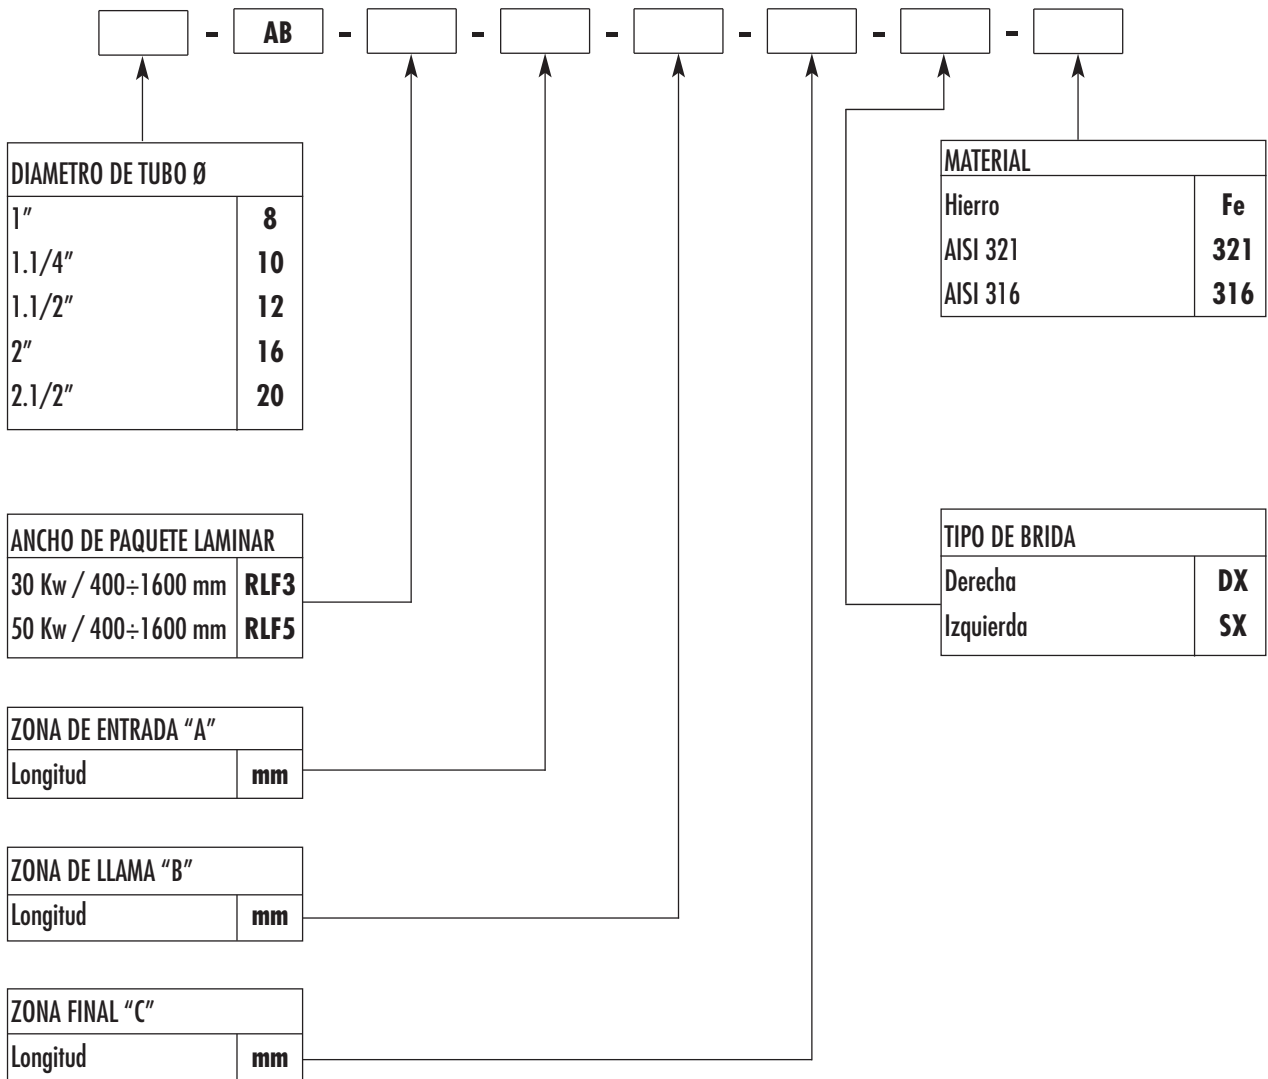 - AB - - - - - -
DIAMETRO DE TUBO Ø
1" 8
1.1/4" 10
1.1/2" 12
2" 16
2.1/2" 20
MATERIAL
Hierro Fe
AISI 321 321
AISI 316 316
ANCHO DE PAQUETE LAMINAR
30 Kw / 400÷1600 mm RLF3
50 Kw / 400÷1600 mm RLF5
TIPO DE BRIDA
Derecha DX
Izquierda SX
ZONA DE ENTRADA “A”
Longitud mm
ZONA DE LLAMA “B”
Longitud mm
ZONA FINAL “C”
Longitud mm